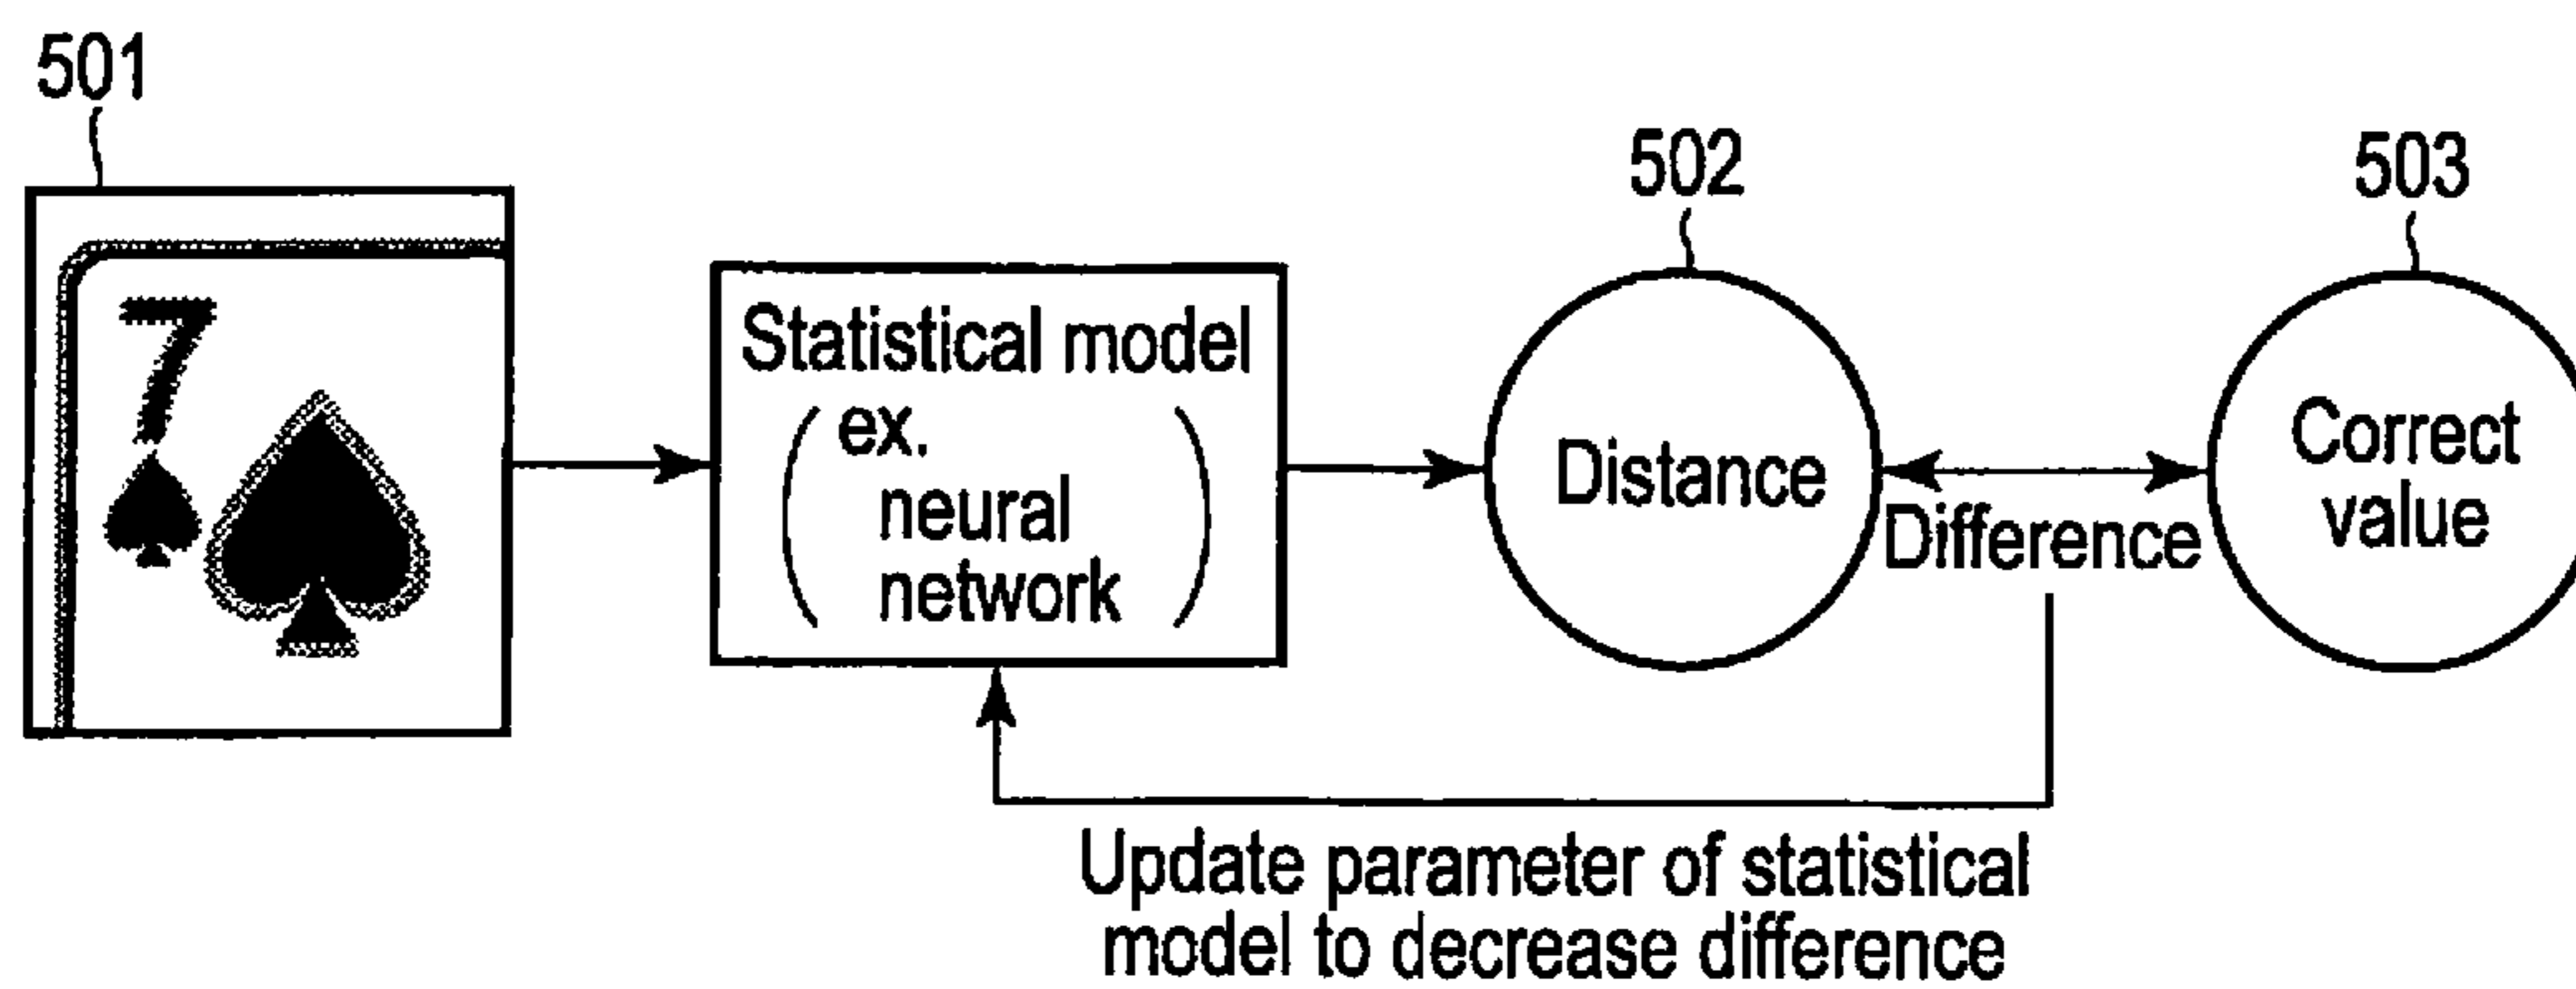 501
502
503
7
Statistical model
ex.
neural
network
Distance
Difference
Correct
value
Update parameter of statistical
model to decrease difference